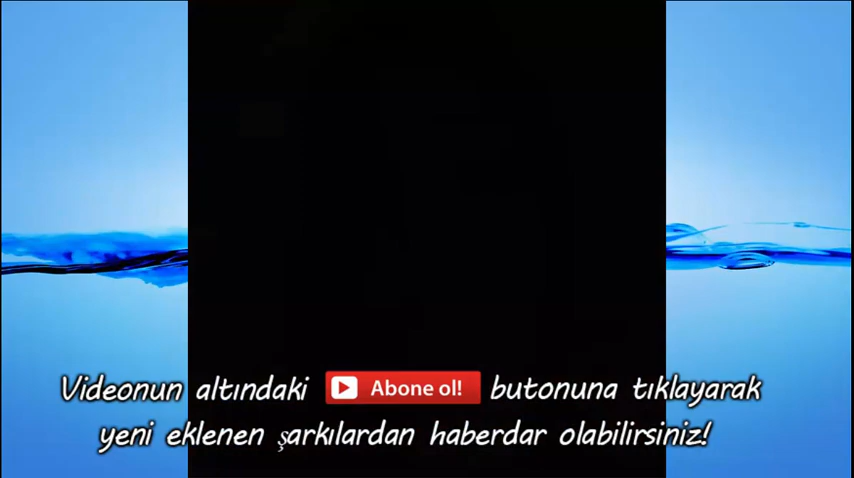 Videonun altındaki Abone ol! butonuna tıklayarak
yeni eklenen şarkılardan haberdar olabilirsiniz!